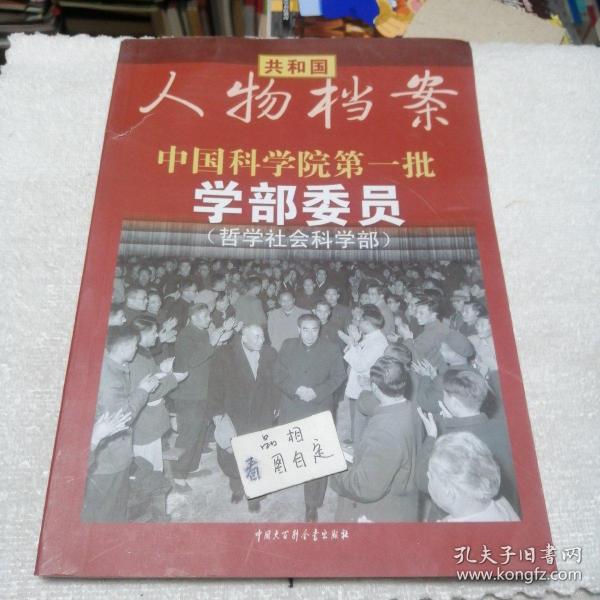 共和国
人物档案
中国科学院第一批
学部委员
(哲学社会科学部)
品相
看图自定
中国大百科全书出版社
孔夫子旧书网
www.kongfz.com